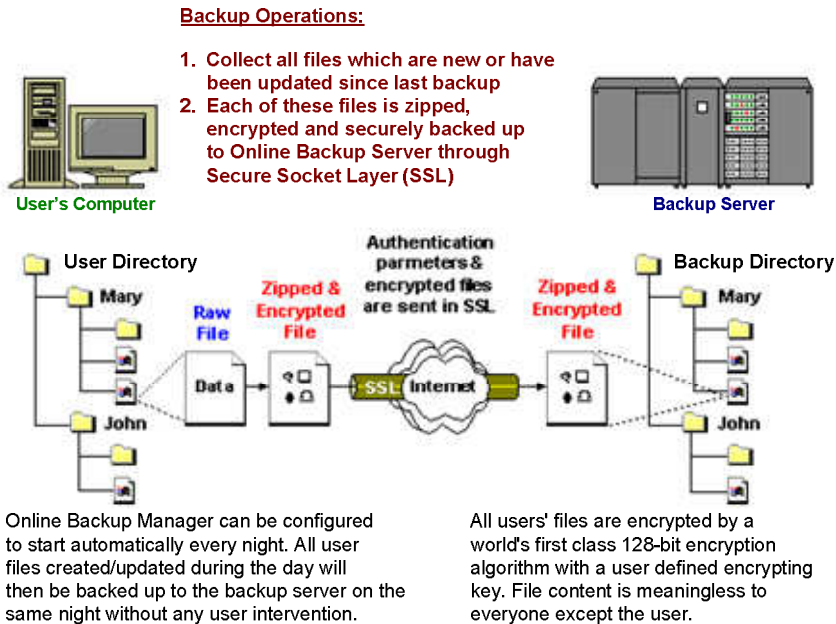 Backup Operations:
1. Collect all files which are new or have
been updated since last backup
2. Each of these files is zipped,
encrypted and securely backed up
to Online Backup Server through
Secure Socket Layer (SSL)
User's Computer
Backup Server
User Directory
Mary
John
Raw
File
Data
Zipped &
Encrypted
File
Authentication
parmeters &
encrypted files
are sent in SSL
SSL
Internet
Zipped &
Encrypted
File
Backup Directory
Mary
John
Online Backup Manager can be configured
to start automatically every night. All user
files created/updated during the day will
then be backed up to the backup server on the
same night without any user intervention.
All users' files are encrypted by a
world's first class 128-bit encryption
algorithm with a user defined encrypting
key. File content is meaningless to
everyone except the user.